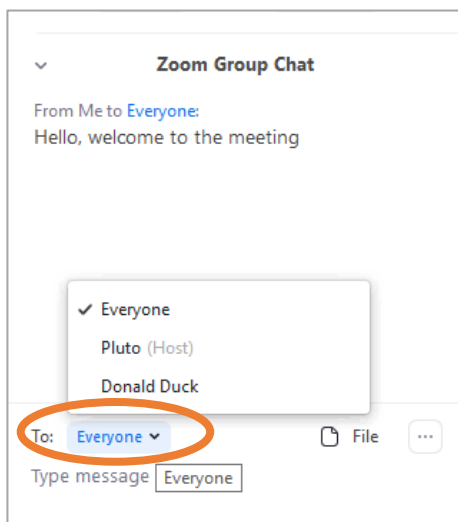 Zoom Group Chat
From Me to Everyone:
Hello, welcome to the meeting
Everyone
Pluto (Host)
Donald Duck
To: Everyone File ...
Type message Everyone